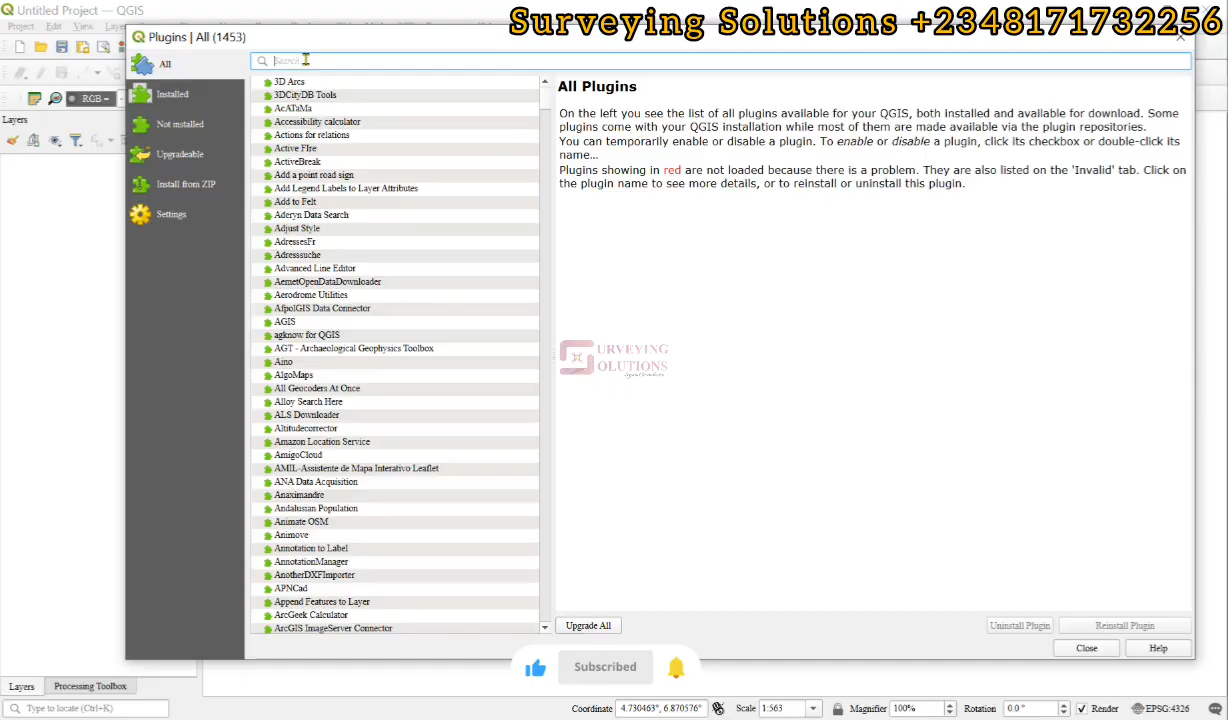 Untitled Project — QGIS
Surveying Solutions +2348171732256
Project Edit View Layer
Plugins | All (1453)
All
Installed
Not installed
Upgradeable
Install from ZIP
Settings
Search...
RGB
Layers
3D Arcs
3DCityDB Tools
AcATaMa
Accessibility calculator
Actions for relations
Active FIre
ActiveBreak
Add a point road sign
Add Legend Labels to Layer Attributes
Add to Felt
Aderyn Data Search
Adjust Style
AdressesFr
Adresssuche
Advanced Line Editor
AemetOpenDataDownloader
Aerodrome Utilities
AfpolGIS Data Connector
AGIS
agknow for QGIS
AGT - Archaeological Geophysics Toolbox
Aino
AlgoMaps
All Geocoders At Once
Alloy Search Here
ALS Downloader
Altitudecorrector
Amazon Location Service
AmigoCloud
AMIL-Assistente de Mapa Interativo Leaflet
ANA Data Acquisition
Anaximandre
Andalusian Population
Animate OSM
Animove
Annotation to Label
AnnotationManager
AnotherDXFImporter
APNCad
Append Features to Layer
ArcGeek Calculator
ArcGIS ImageServer Connector
All Plugins
On the left you see the list of all plugins available for your QGIS, both installed and available for download. Some
plugins come with your QGIS installation while most of them are made available via the plugin repositories.
You can temporarily enable or disable a plugin. To enable or disable a plugin, click its checkbox or double-click its
name...
Plugins showing in red are not loaded because there is a problem. They are also listed on the 'Invalid' tab. Click on
the plugin name to see more details, or to reinstall or uninstall this plugin.
URVEYING
OLUTIONS
Upgrade All
Uninstall Plugin
Reinstall Plugin
Close
Help
Subscribed
Layers
Processing Toolbox
Type to locate (Ctrl+K)
Coordinate 4.730463°, 6.870576°
Scale 1:563
Magnifier 100%
Rotation 0.0 °
Render
EPSG:4326